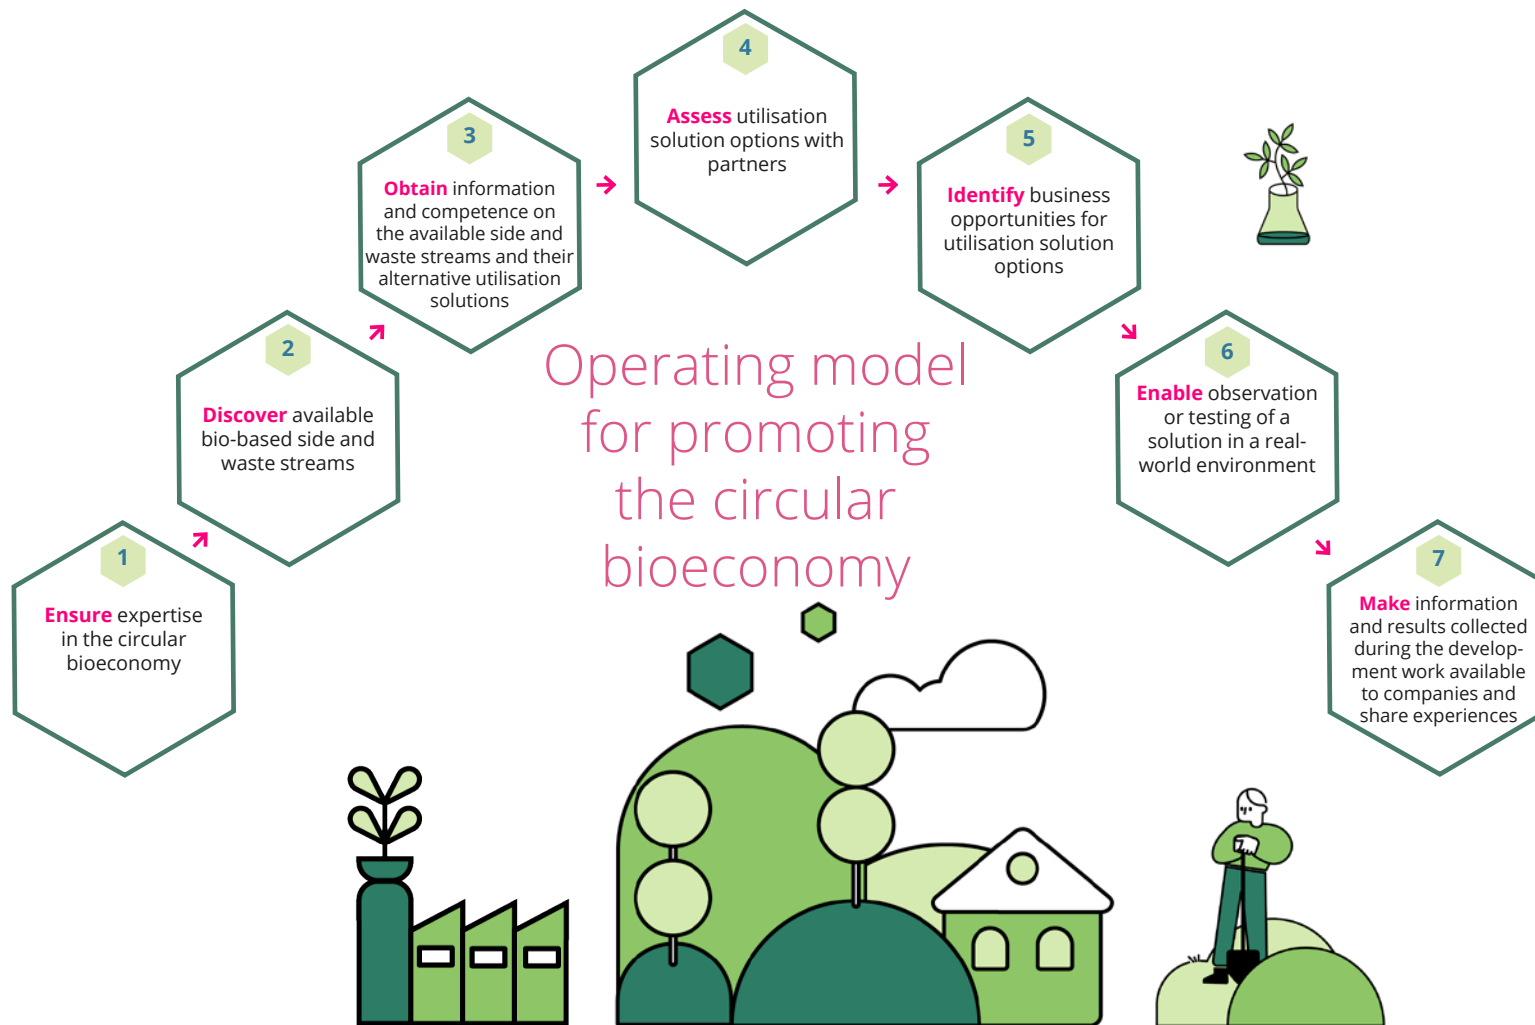 1
Ensure expertise
in the circular
bioeconomy
2
Discover available
bio-based side and
waste streams
3
Obtain information
and competence on
the available side and
waste streams and their
alternative utilisation
solutions
4
Assess utilisation
solution options with
partners
5
Identify business
opportunities for
utilisation solution
options
6
Enable observation
or testing of a
solution in a real-
world environment
7
Make information
and results collected
during the develop-
ment work available
to companies and
share experiences
Operating model
for promoting
the circular
bioeconomy